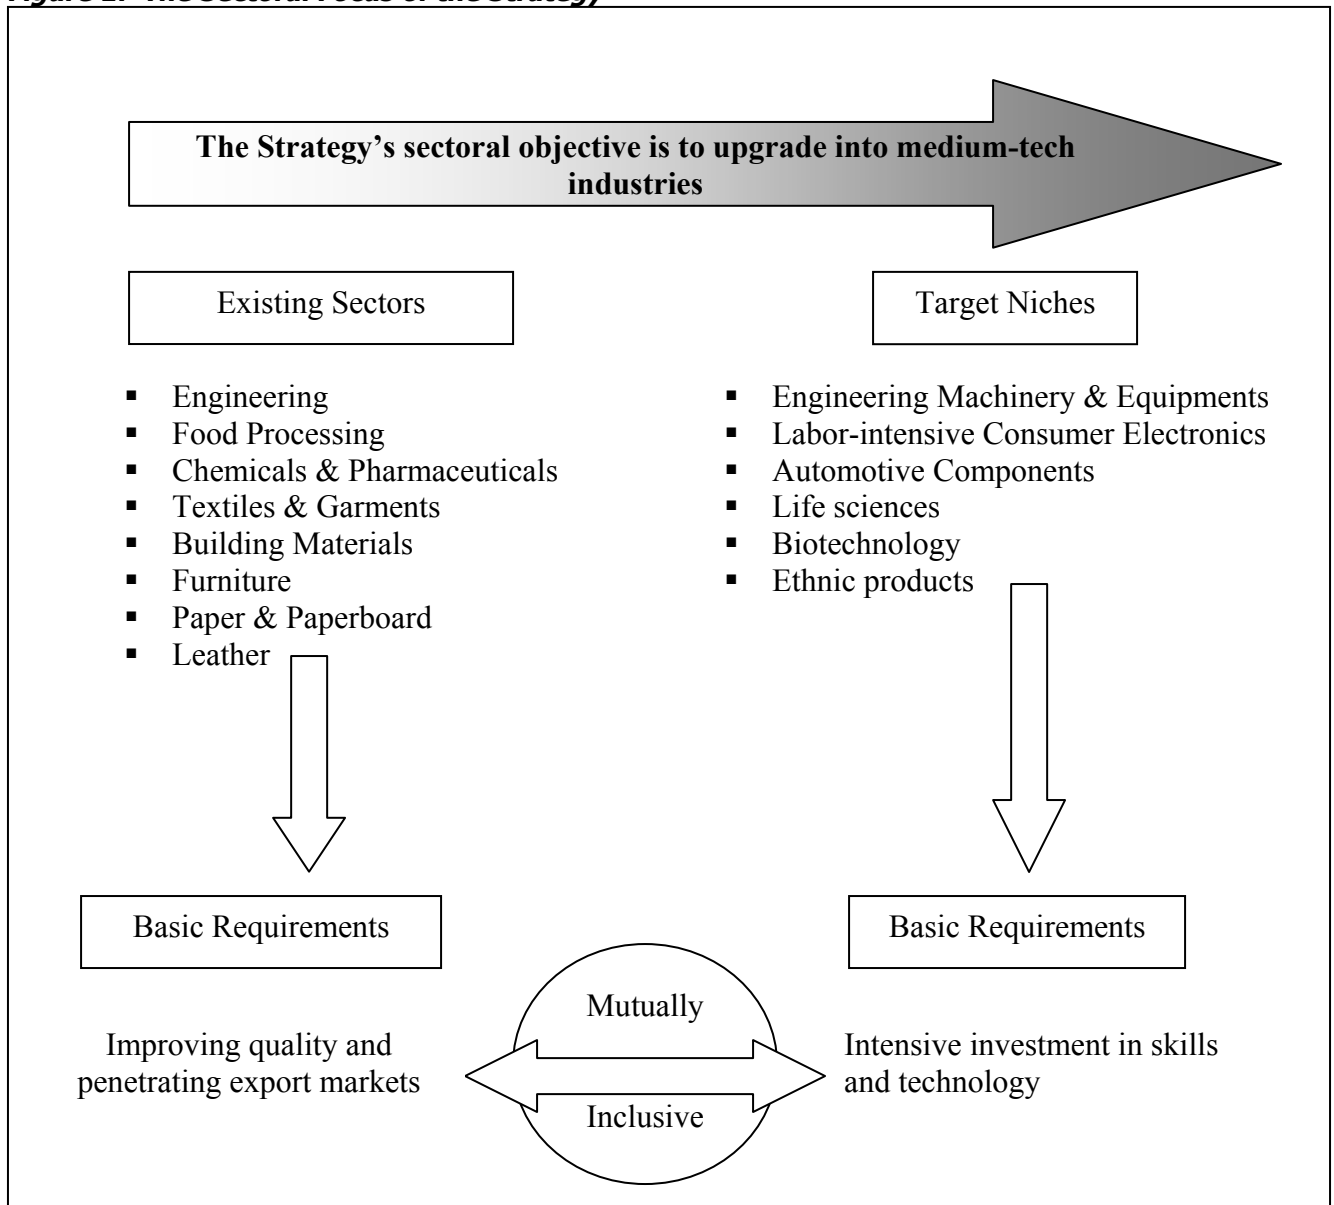 The Strategy’s sectoral objective is to upgrade into medium-tech
industries
Existing Sectors
Target Niches
▪ Engineering
▪ Food Processing
▪ Chemicals & Pharmaceuticals
▪ Textiles & Garments
▪ Building Materials
▪ Furniture
▪ Paper & Paperboard
▪ Leather
▪ Engineering Machinery & Equipments
▪ Labor-intensive Consumer Electronics
▪ Automotive Components
▪ Life sciences
▪ Biotechnology
▪ Ethnic products
Basic Requirements
Basic Requirements
Improving quality and
penetrating export markets
Mutually
Inclusive
Intensive investment in skills
and technology